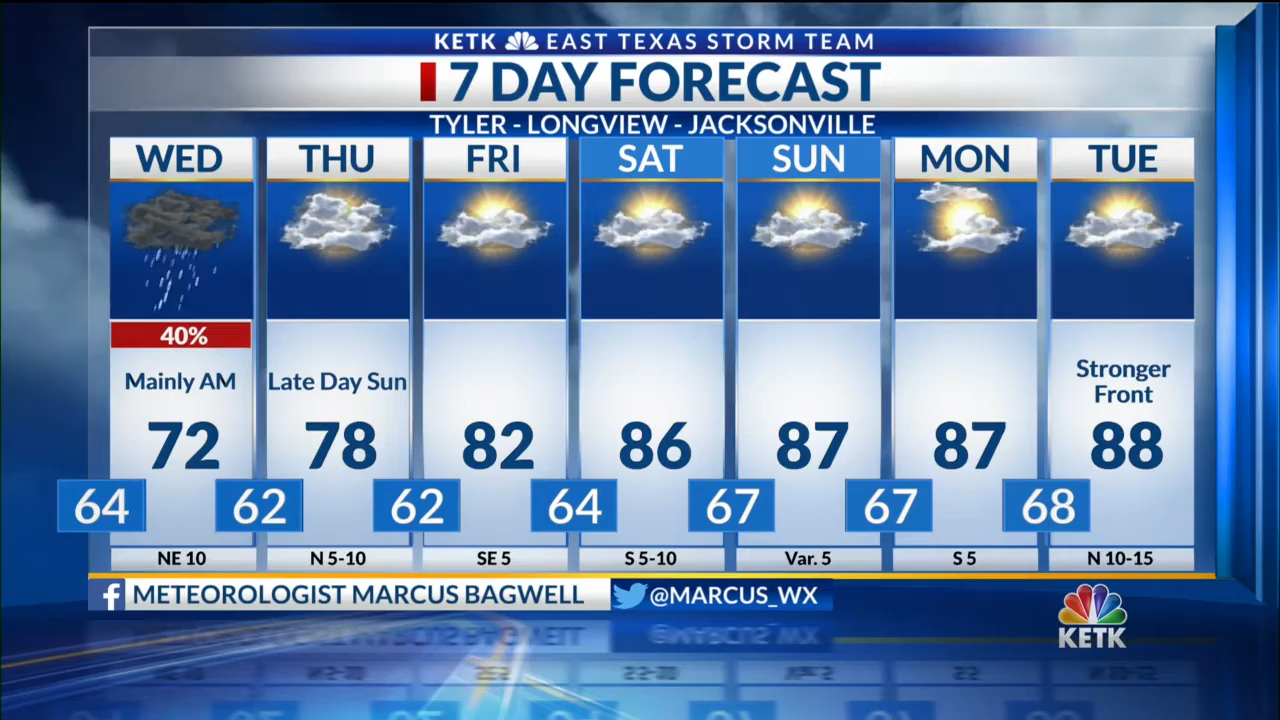 KETK EAST TEXAS STORM TEAM
7 DAY FORECAST
TYLER - LONGVIEW - JACKSONVILLE
WED THU FRI SAT SUN MON TUE
40%
Mainly AM Late Day Sun Stronger Front
72 78 82 86 87 87 88
64 62 62 64 67 67 68
NE 10 N 5-10 SE 5 S 5-10 Var. 5 S 5 N 10-15
f METEOROLOGIST MARCUS BAGWELL @MARCUS_WX
KETK